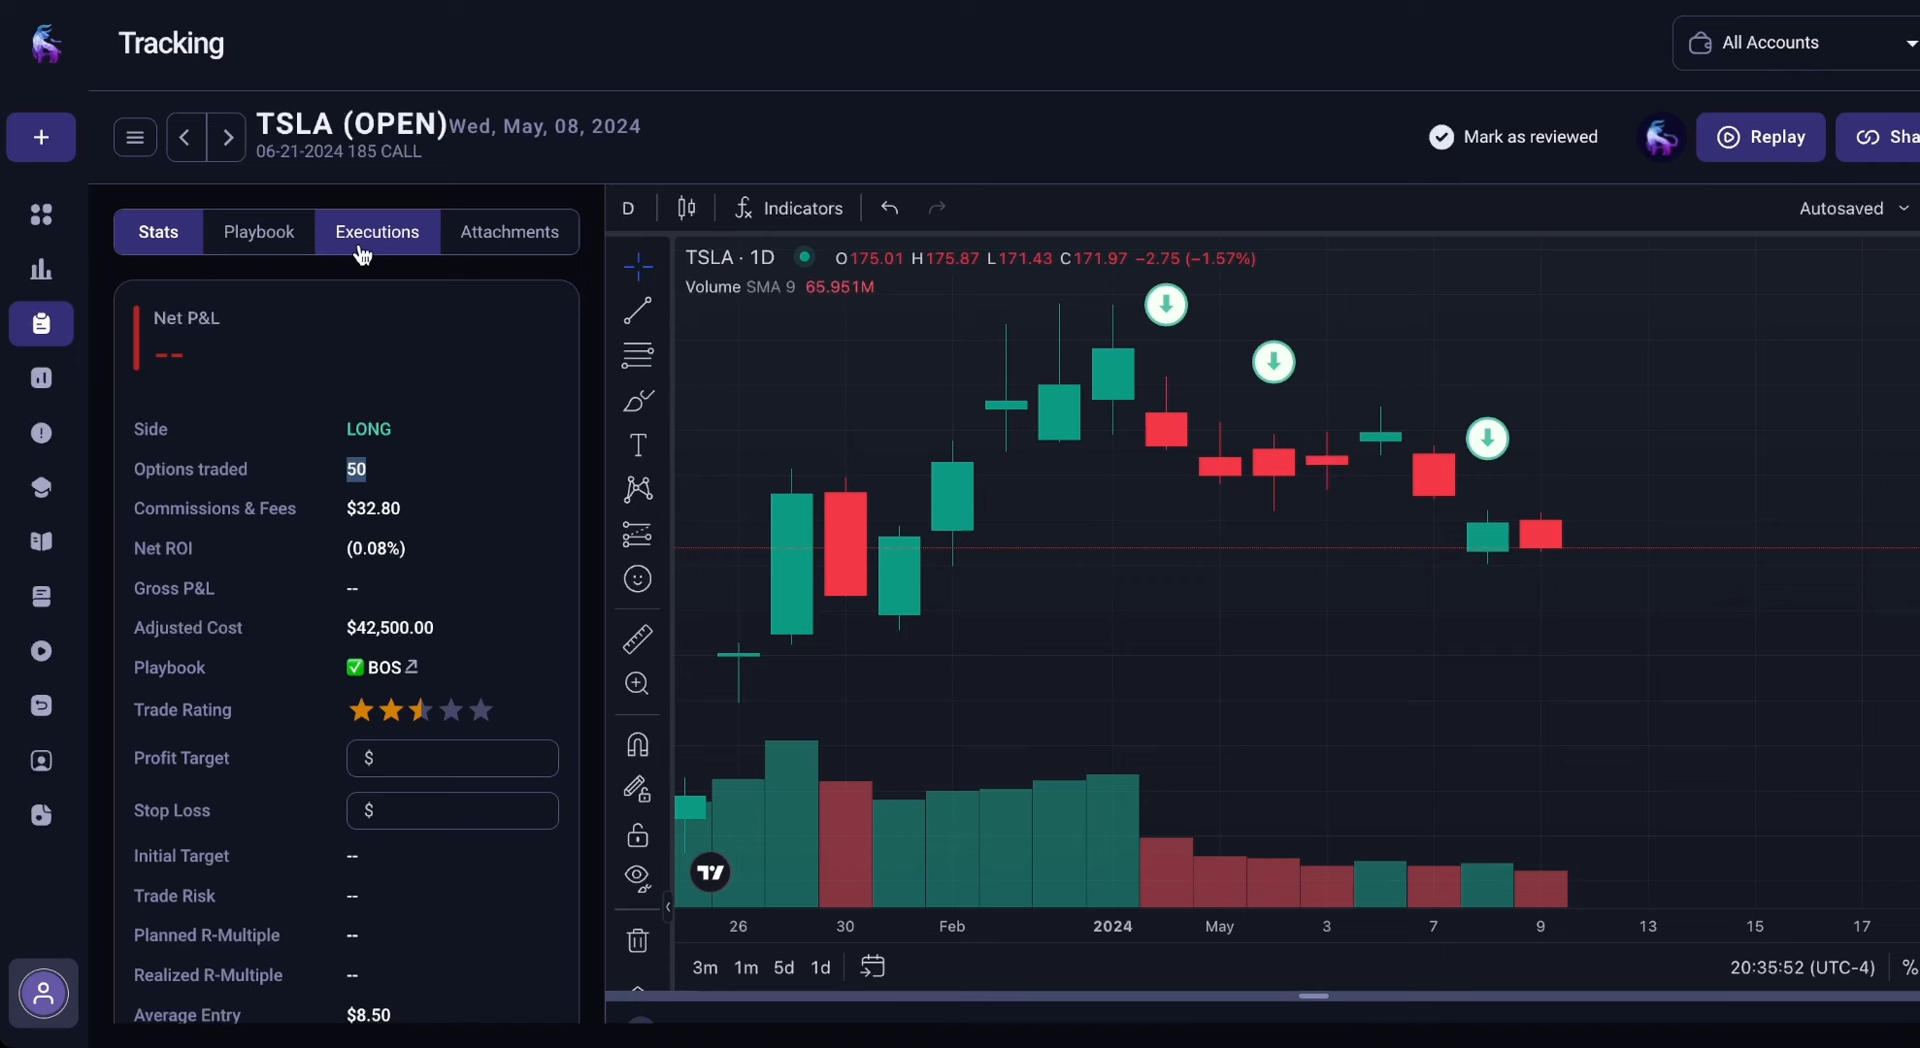 Tracking
All Accounts
TSLA (OPEN) Wed, May, 08, 2024
06-21-2024 185 CALL
Mark as reviewed
Replay
Sha
Stats
Playbook
Executions
Attachments
D
Indicators
Autosaved
TSLA · 1D O175.01 H175.87 L171.43 C171.97 −2.75 (−1.57%)
Volume SMA 9 65.951M
Net P&L
--
Side LONG
Options traded 50
Commissions & Fees $32.80
Net ROI (0.08%)
Gross P&L --
Adjusted Cost $42,500.00
Playbook ✅ BOS
Trade Rating
Profit Target $
Stop Loss $
Initial Target --
Trade Risk --
Planned R-Multiple --
Realized R-Multiple --
Average Entry $8.50
26 30 Feb 2024 May 3 7 9 13 15 17
3m 1m 5d 1d
20:35:52 (UTC-4) %